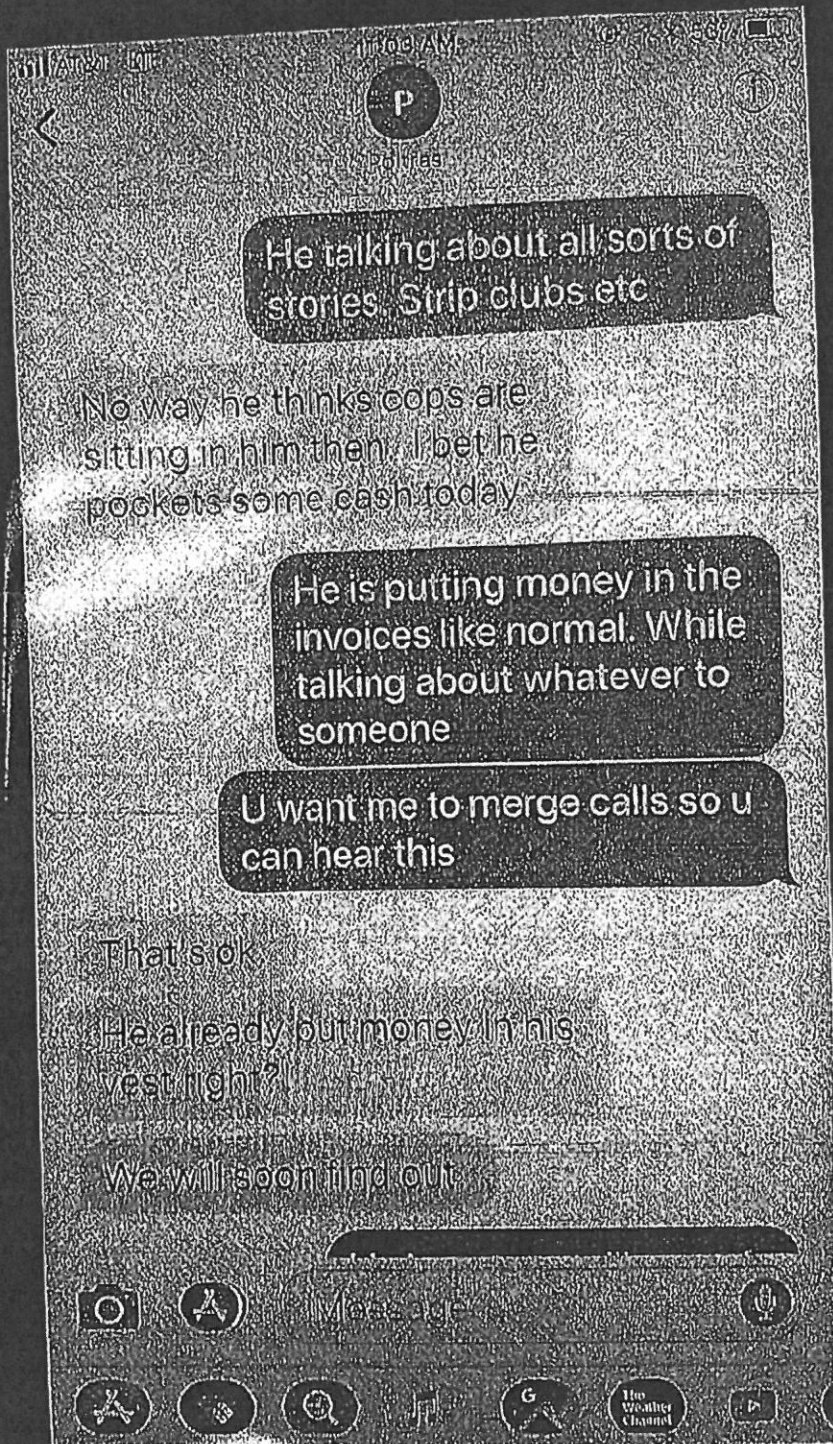 P
He talking about all sorts of
stories. Strip clubs etc
No way he thinks cops are
sitting in him then. I bet he
pockets some cash today
He is putting money in the
invoices like normal. While
talking about whatever to
someone
U want me to merge calls so u
can hear this
That's ok
He already put money in his
vest right?
We will soon find out
Message
G
The
Weather
Channel